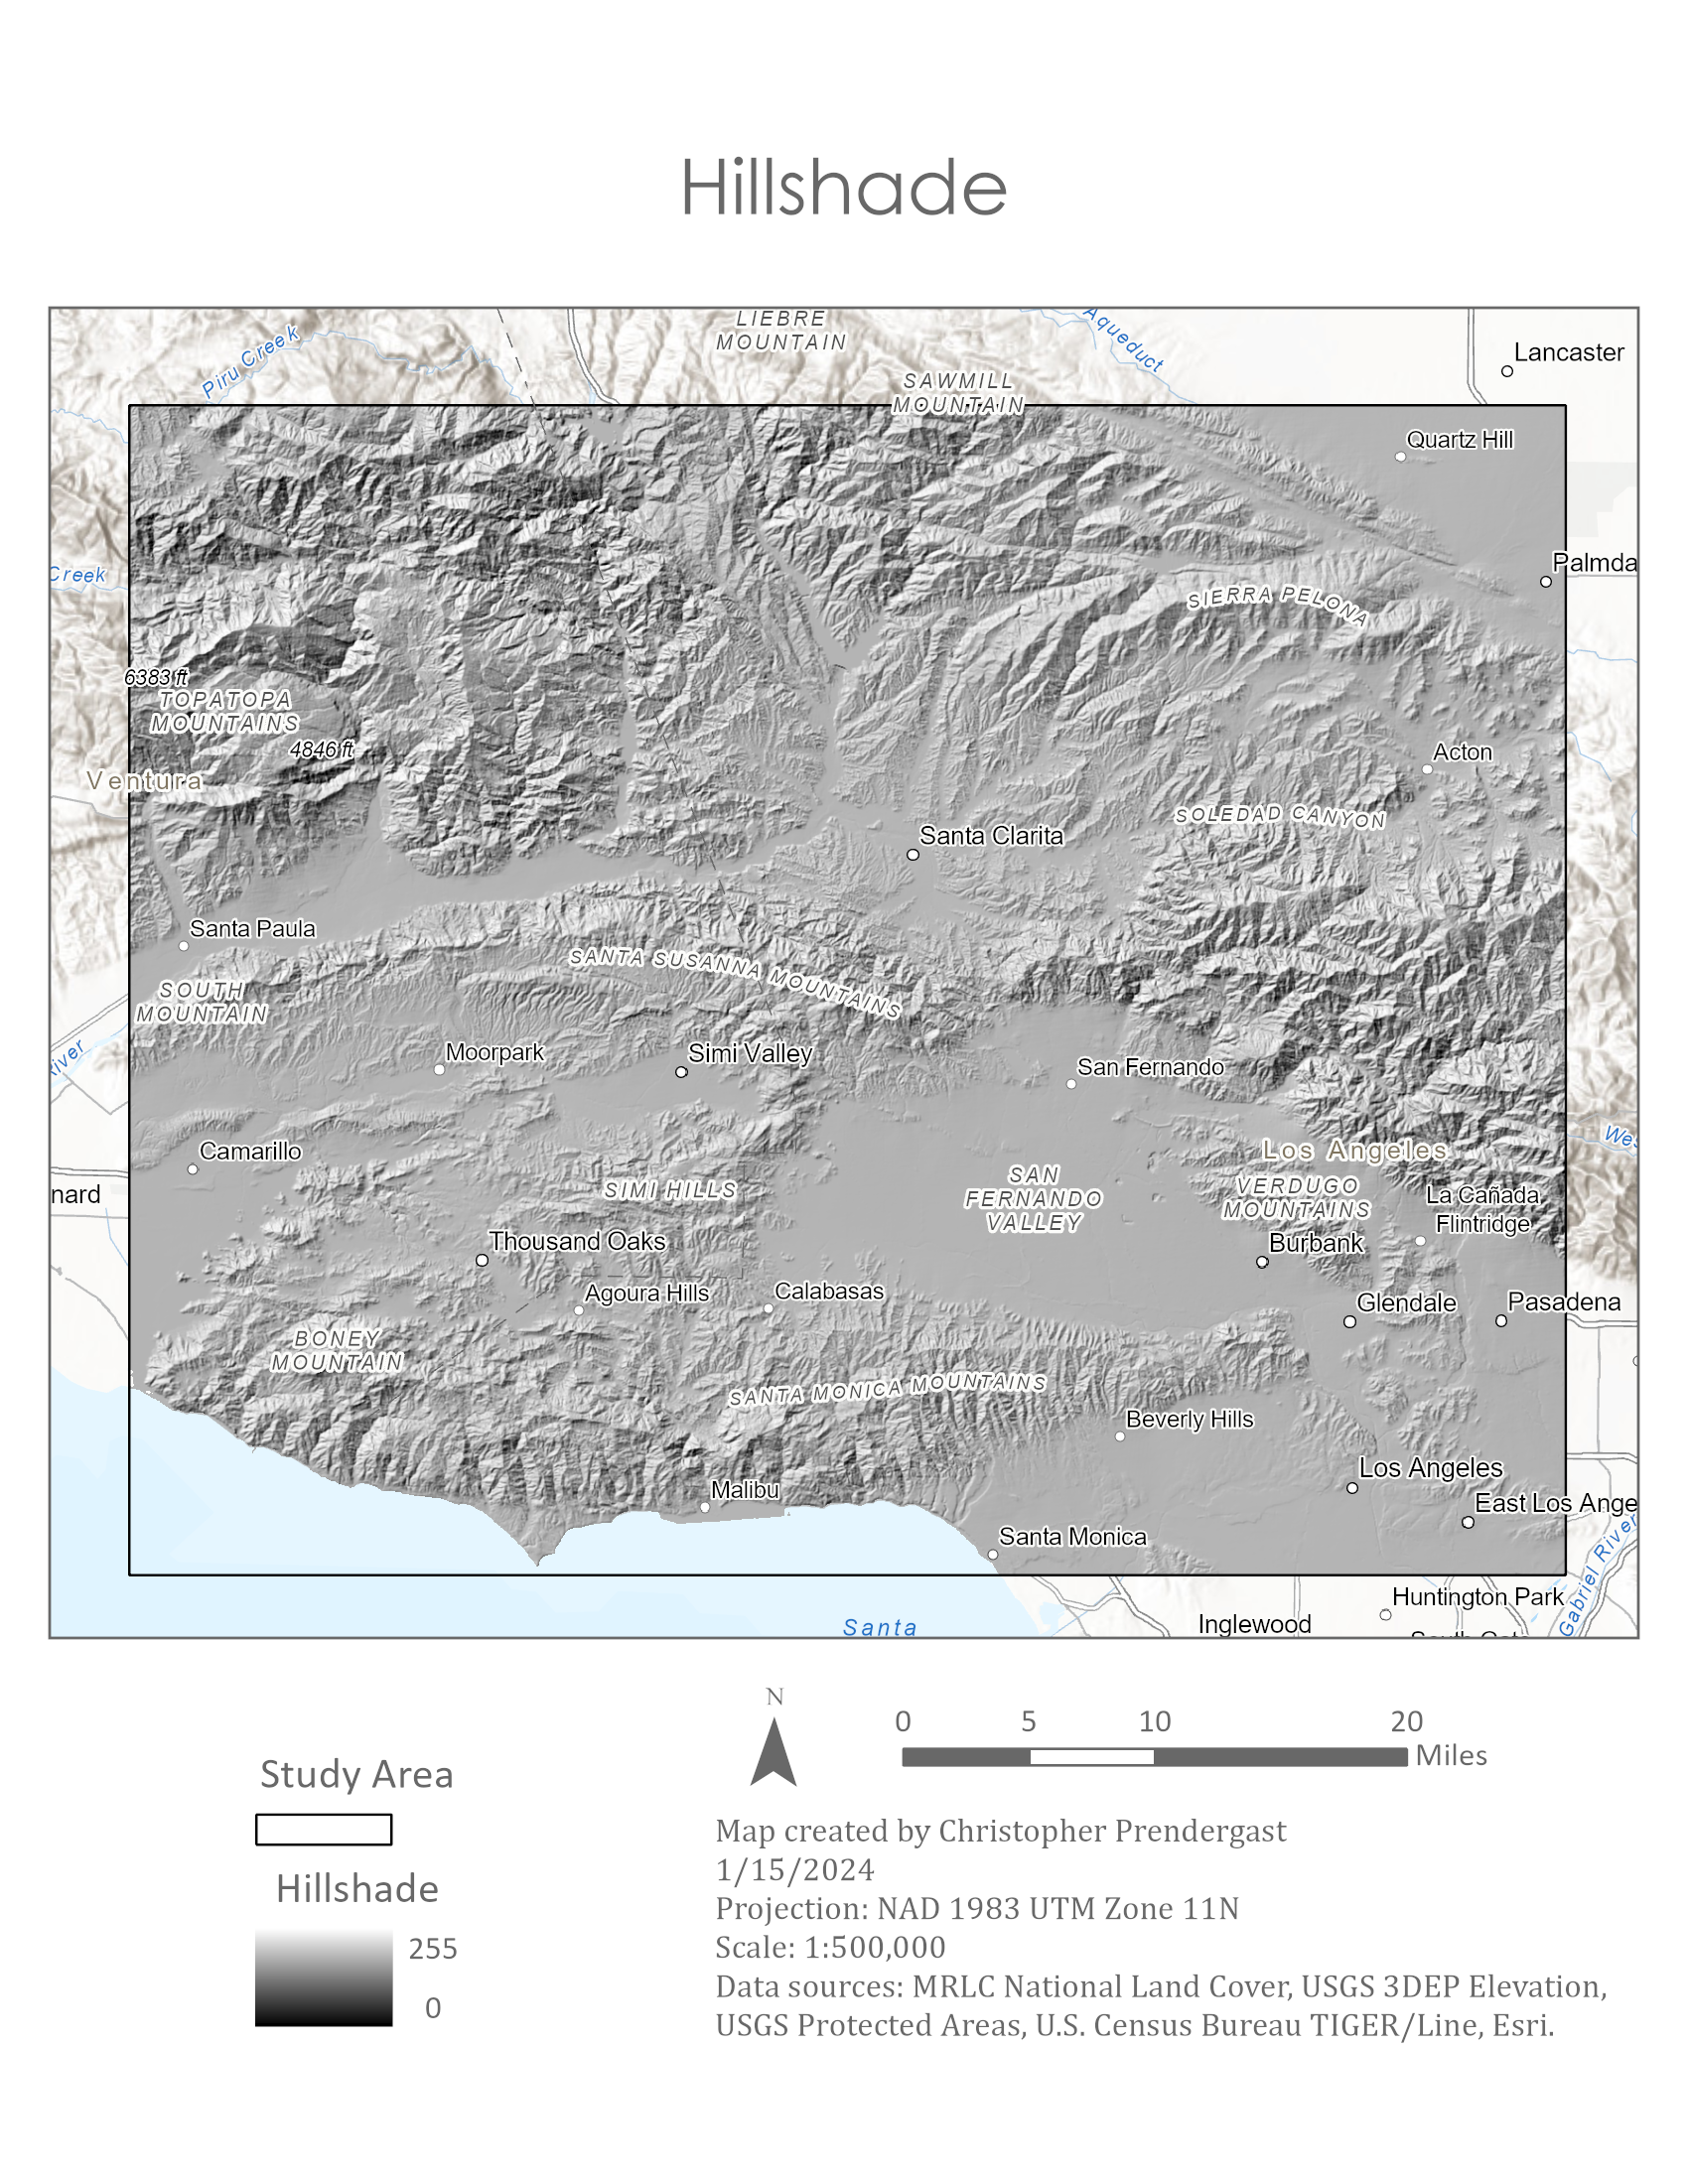 Hillshade
LIEBRE
MOUNTAIN
Aqueduct
Piru Creek
Lancaster
SAWMILL
MOUNTAIN
Quartz Hill
Palmda
Creek
SIERRA PELONA
6383 ft
TOPATOPA
MOUNTAINS
4846 ft
Acton
Ventura
SOLEDAD CANYON
Santa Clarita
Santa Paula
SANTA SUSANNA MOUNTAINS
SOUTH
MOUNTAIN
River
Moorpark
Simi Valley
San Fernando
Camarillo
Los Angeles
Wes
nard
SIMI HILLS
SAN
FERNANDO
VALLEY
VERDUGO
MOUNTAINS
La Cañada
Flintridge
Thousand Oaks
Burbank
Agoura Hills
Calabasas
Glendale
Pasadena
BONEY
MOUNTAIN
SANTA MONICA MOUNTAINS
Beverly Hills
Los Angeles
Malibu
East Los Ange
Santa Monica
Gabriel River
Huntington Park
Santa
Inglewood
South Gate
N
0 5 10 20
Miles
Study Area
Hillshade
255
0
Map created by Christopher Prendergast
1/15/2024
Projection: NAD 1983 UTM Zone 11N
Scale: 1:500,000
Data sources: MRLC National Land Cover, USGS 3DEP Elevation,
USGS Protected Areas, U.S. Census Bureau TIGER/Line, Esri.